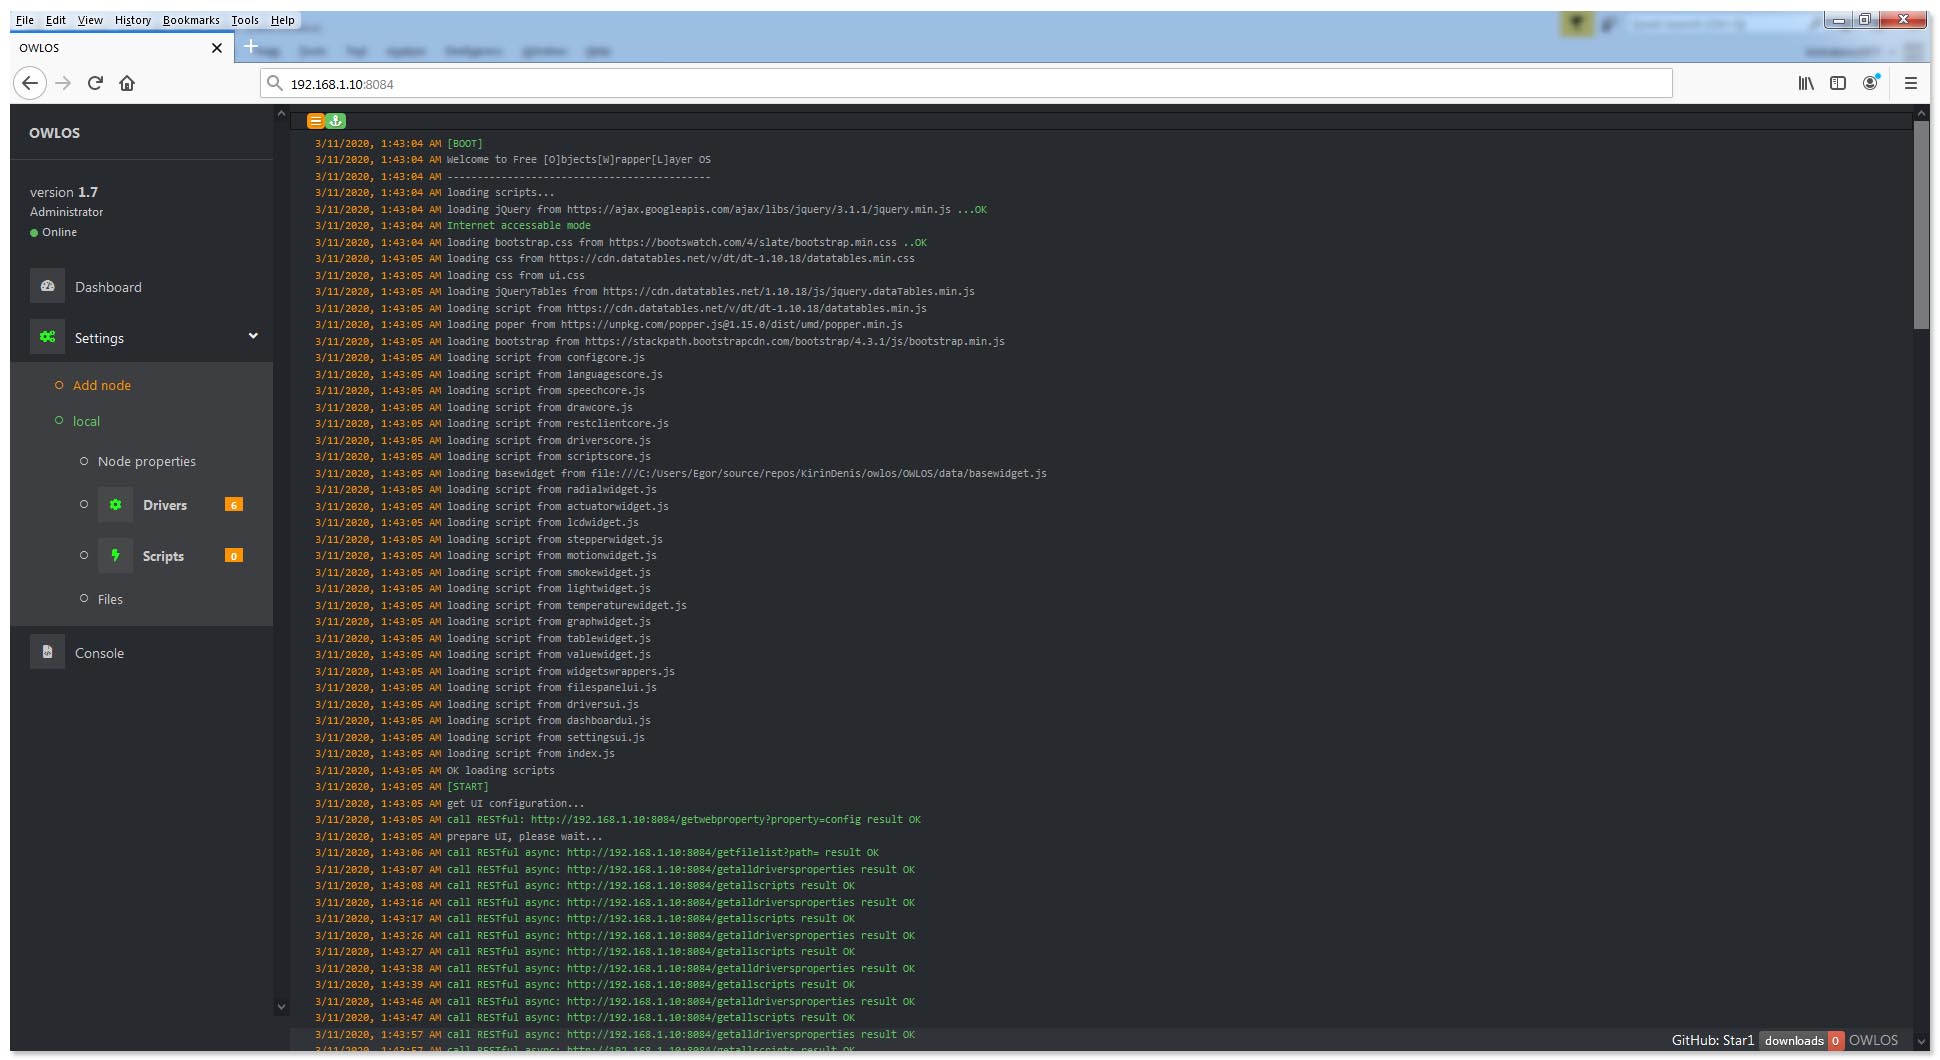 File Edit View History Bookmarks Tools Help
OWLOS
192.168.1.10:8084
OWLOS
version 1.7
Administrator
Online
Dashboard
Settings
Add node
local
Node properties
Drivers 6
Scripts 0
Files
Console
3/11/2020, 1:43:04 AM [BOOT]
3/11/2020, 1:43:04 AM Welcome to Free [O]bjects[W]rapper[L]ayer OS
3/11/2020, 1:43:04 AM --------------------------------------------
3/11/2020, 1:43:04 AM loading scripts...
3/11/2020, 1:43:04 AM loading jQuery from https://ajax.googleapis.com/ajax/libs/jquery/3.1.1/jquery.min.js ...OK
3/11/2020, 1:43:04 AM Internet accessable mode
3/11/2020, 1:43:04 AM loading bootstrap.css from https://bootswatch.com/4/slate/bootstrap.min.css ..OK
3/11/2020, 1:43:05 AM loading css from https://cdn.datatables.net/v/dt/dt-1.10.18/datatables.min.css
3/11/2020, 1:43:05 AM loading css from ui.css
3/11/2020, 1:43:05 AM loading jQueryTables from https://cdn.datatables.net/1.10.18/js/jquery.dataTables.min.js
3/11/2020, 1:43:05 AM loading script from https://cdn.datatables.net/v/dt/dt-1.10.18/datatables.min.js
3/11/2020, 1:43:05 AM loading poper from https://unpkg.com/popper.js@1.15.0/dist/umd/popper.min.js
3/11/2020, 1:43:05 AM loading bootstrap from https://stackpath.bootstrapcdn.com/bootstrap/4.3.1/js/bootstrap.min.js
3/11/2020, 1:43:05 AM loading script from configcore.js
3/11/2020, 1:43:05 AM loading script from languagescore.js
3/11/2020, 1:43:05 AM loading script from speechcore.js
3/11/2020, 1:43:05 AM loading script from drawcore.js
3/11/2020, 1:43:05 AM loading script from restclientcore.js
3/11/2020, 1:43:05 AM loading script from driverscore.js
3/11/2020, 1:43:05 AM loading script from scriptscore.js
3/11/2020, 1:43:05 AM loading basewidget from file:///C:/Users/Egor/source/repos/KirinDenis/owlos/OWLOS/data/basewidget.js
3/11/2020, 1:43:05 AM loading script from radialwidget.js
3/11/2020, 1:43:05 AM loading script from actuatorwidget.js
3/11/2020, 1:43:05 AM loading script from lcdwidget.js
3/11/2020, 1:43:05 AM loading script from stepperwidget.js
3/11/2020, 1:43:05 AM loading script from motionwidget.js
3/11/2020, 1:43:05 AM loading script from smokewidget.js
3/11/2020, 1:43:05 AM loading script from lightwidget.js
3/11/2020, 1:43:05 AM loading script from temperaturewidget.js
3/11/2020, 1:43:05 AM loading script from graphwidget.js
3/11/2020, 1:43:05 AM loading script from tablewidget.js
3/11/2020, 1:43:05 AM loading script from valuewidget.js
3/11/2020, 1:43:05 AM loading script from widgetswrappers.js
3/11/2020, 1:43:05 AM loading script from filespanelui.js
3/11/2020, 1:43:05 AM loading script from driversui.js
3/11/2020, 1:43:05 AM loading script from dashboardui.js
3/11/2020, 1:43:05 AM loading script from settingsui.js
3/11/2020, 1:43:05 AM loading script from index.js
3/11/2020, 1:43:05 AM OK loading scripts
3/11/2020, 1:43:05 AM [START]
3/11/2020, 1:43:05 AM get UI configuration...
3/11/2020, 1:43:05 AM call RESTful: http://192.168.1.10:8084/getwebproperty?property=config result OK
3/11/2020, 1:43:05 AM prepare UI, please wait...
3/11/2020, 1:43:06 AM call RESTful async: http://192.168.1.10:8084/getfilelist?path= result OK
3/11/2020, 1:43:07 AM call RESTful async: http://192.168.1.10:8084/getalldriversproperties result OK
3/11/2020, 1:43:08 AM call RESTful async: http://192.168.1.10:8084/getallscripts result OK
3/11/2020, 1:43:16 AM call RESTful async: http://192.168.1.10:8084/getalldriversproperties result OK
3/11/2020, 1:43:17 AM call RESTful async: http://192.168.1.10:8084/getallscripts result OK
3/11/2020, 1:43:26 AM call RESTful async: http://192.168.1.10:8084/getalldriversproperties result OK
3/11/2020, 1:43:27 AM call RESTful async: http://192.168.1.10:8084/getallscripts result OK
3/11/2020, 1:43:38 AM call RESTful async: http://192.168.1.10:8084/getalldriversproperties result OK
3/11/2020, 1:43:39 AM call RESTful async: http://192.168.1.10:8084/getallscripts result OK
3/11/2020, 1:43:46 AM call RESTful async: http://192.168.1.10:8084/getalldriversproperties result OK
3/11/2020, 1:43:47 AM call RESTful async: http://192.168.1.10:8084/getallscripts result OK
3/11/2020, 1:43:57 AM call RESTful async: http://192.168.1.10:8084/getalldriversproperties result OK
3/11/2020, 1:43:57 AM call RESTful async: http://192.168.1.10:8084/getallscripts result OK
GitHub: Star1 downloads 0 OWLOS